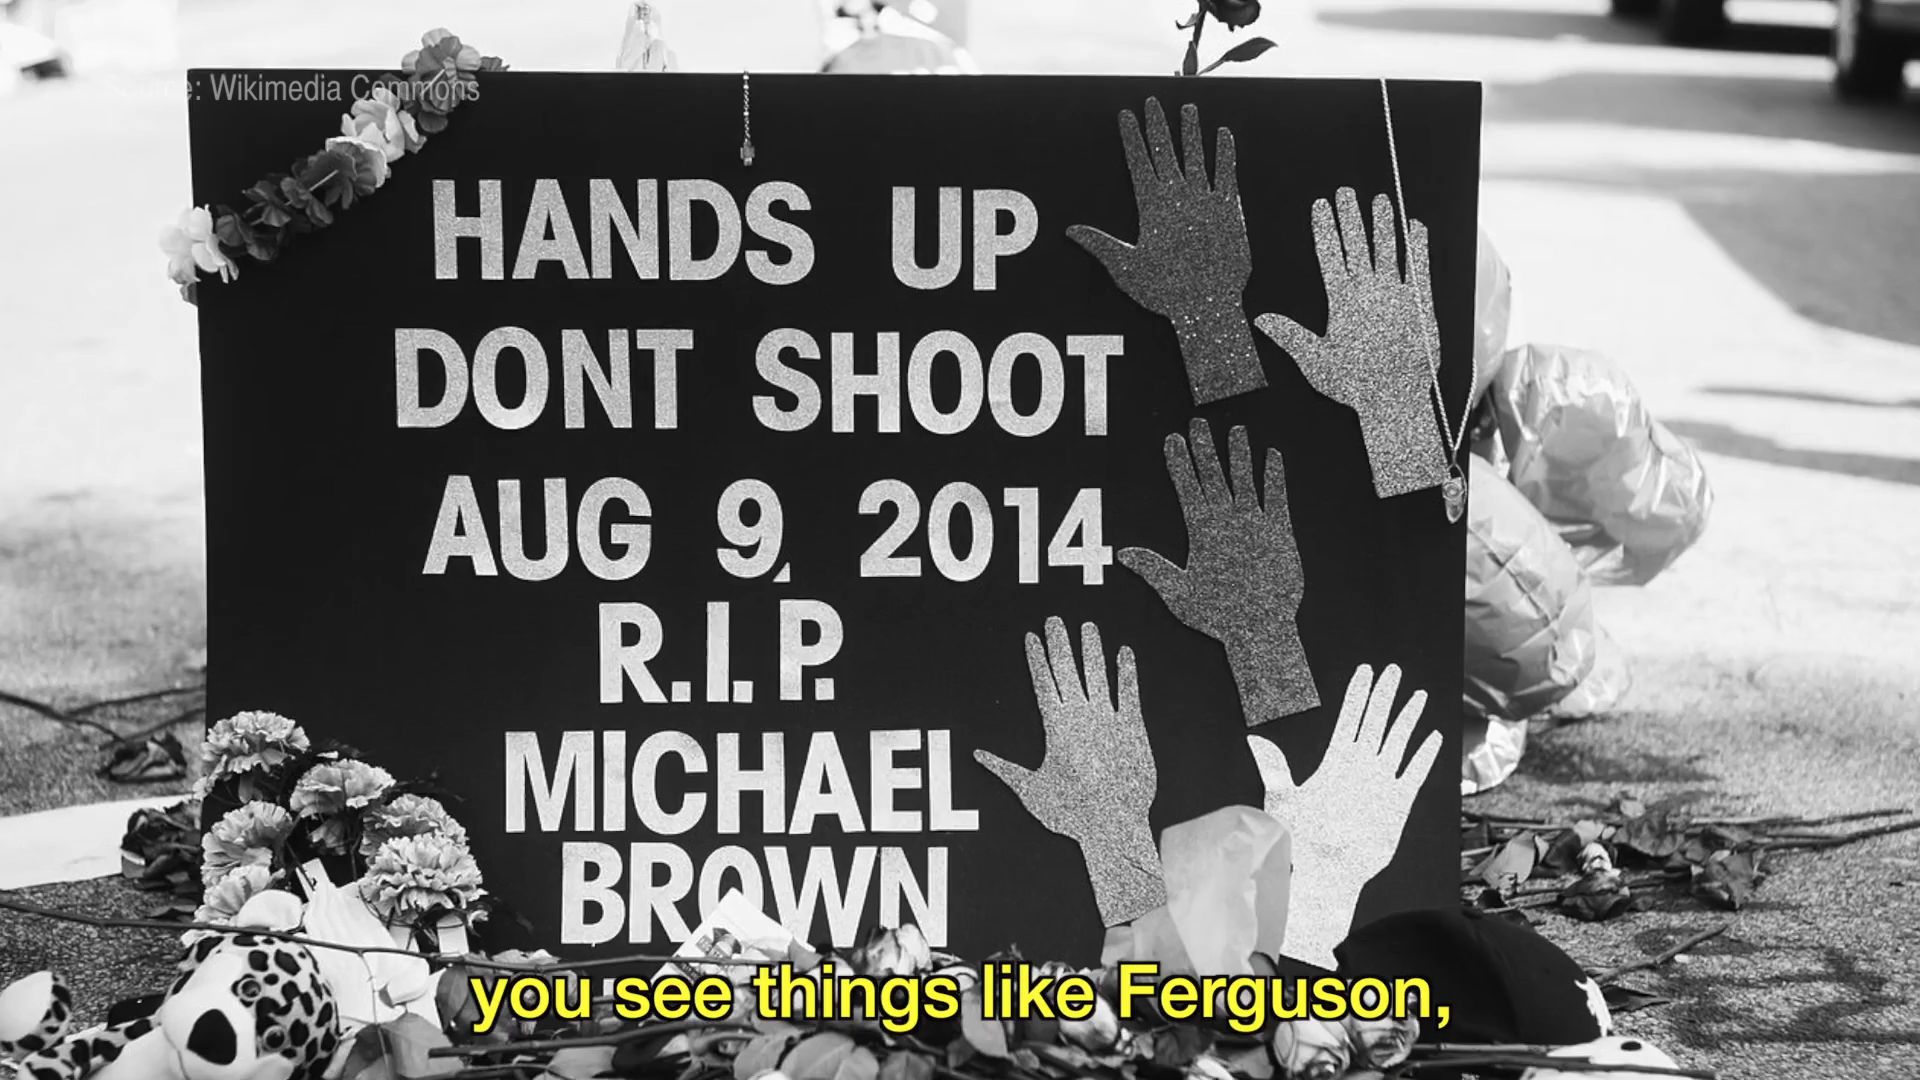 Source: Wikimedia Commons
HANDS UP
DONT SHOOT
AUG 9, 2014
R.I.P.
MICHAEL
BROWN
you see things like Ferguson,